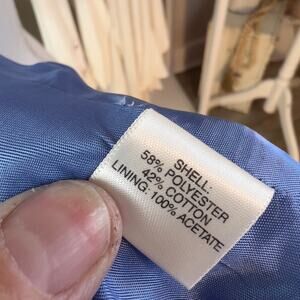 SHELL:
58% POLYESTER
42% COTTON
LINING: 100% ACETATE